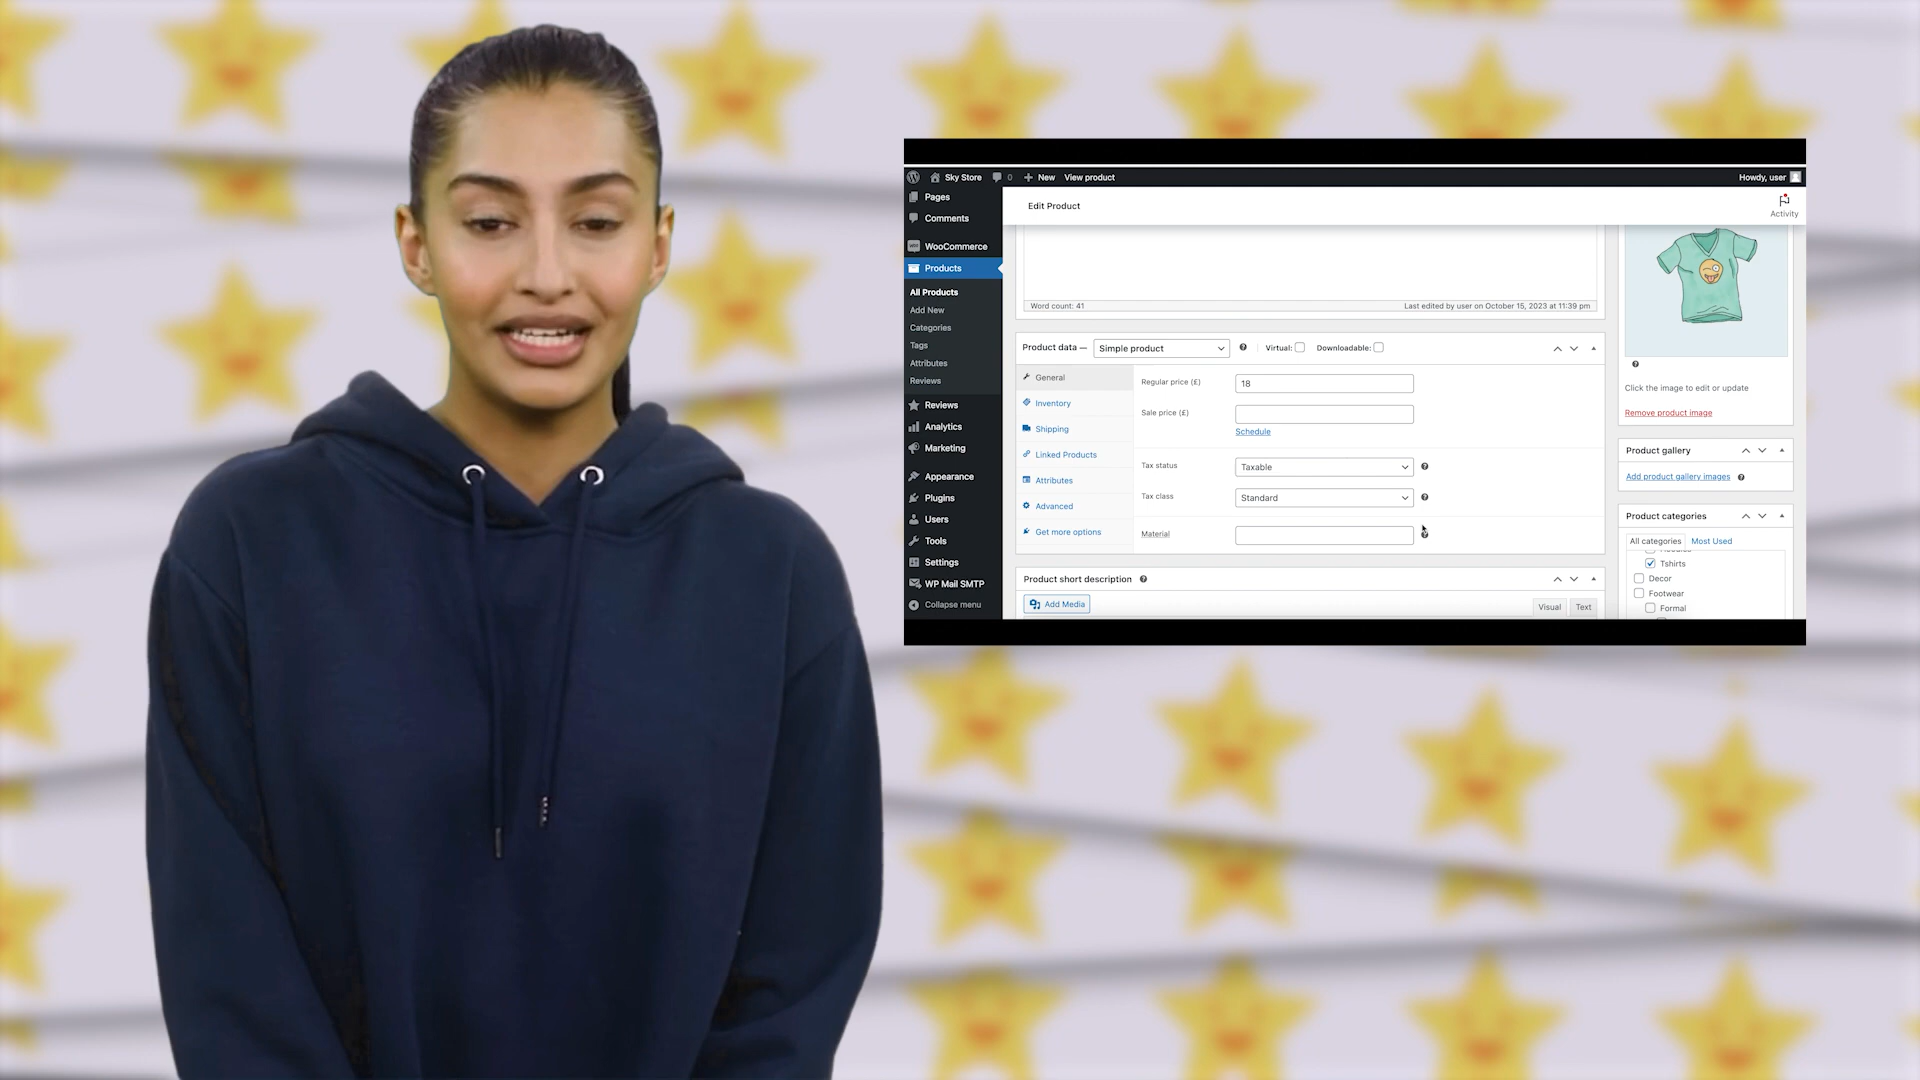 Sky Store 0 New View product Howdy, user
Pages
Comments
WooCommerce
Products
All Products
Add New
Categories
Tags
Attributes
Reviews
Reviews
Analytics
Marketing
Appearance
Plugins
Users
Tools
Settings
WP Mail SMTP
Collapse menu
Edit Product
Activity
Word count: 41 Last edited by user on October 15, 2023 at 11:39 pm
Product data — Simple product Virtual: Downloadable:
General
Inventory
Shipping
Linked Products
Attributes
Advanced
Get more options
Regular price (£) 18
Sale price (£)
Schedule
Tax status Taxable
Tax class Standard
Material
Product short description
Add Media Visual Text
Click the image to edit or update
Remove product image
Product gallery
Add product gallery images
Product categories
All categories Most Used
Tshirts
Decor
Footwear
Formal